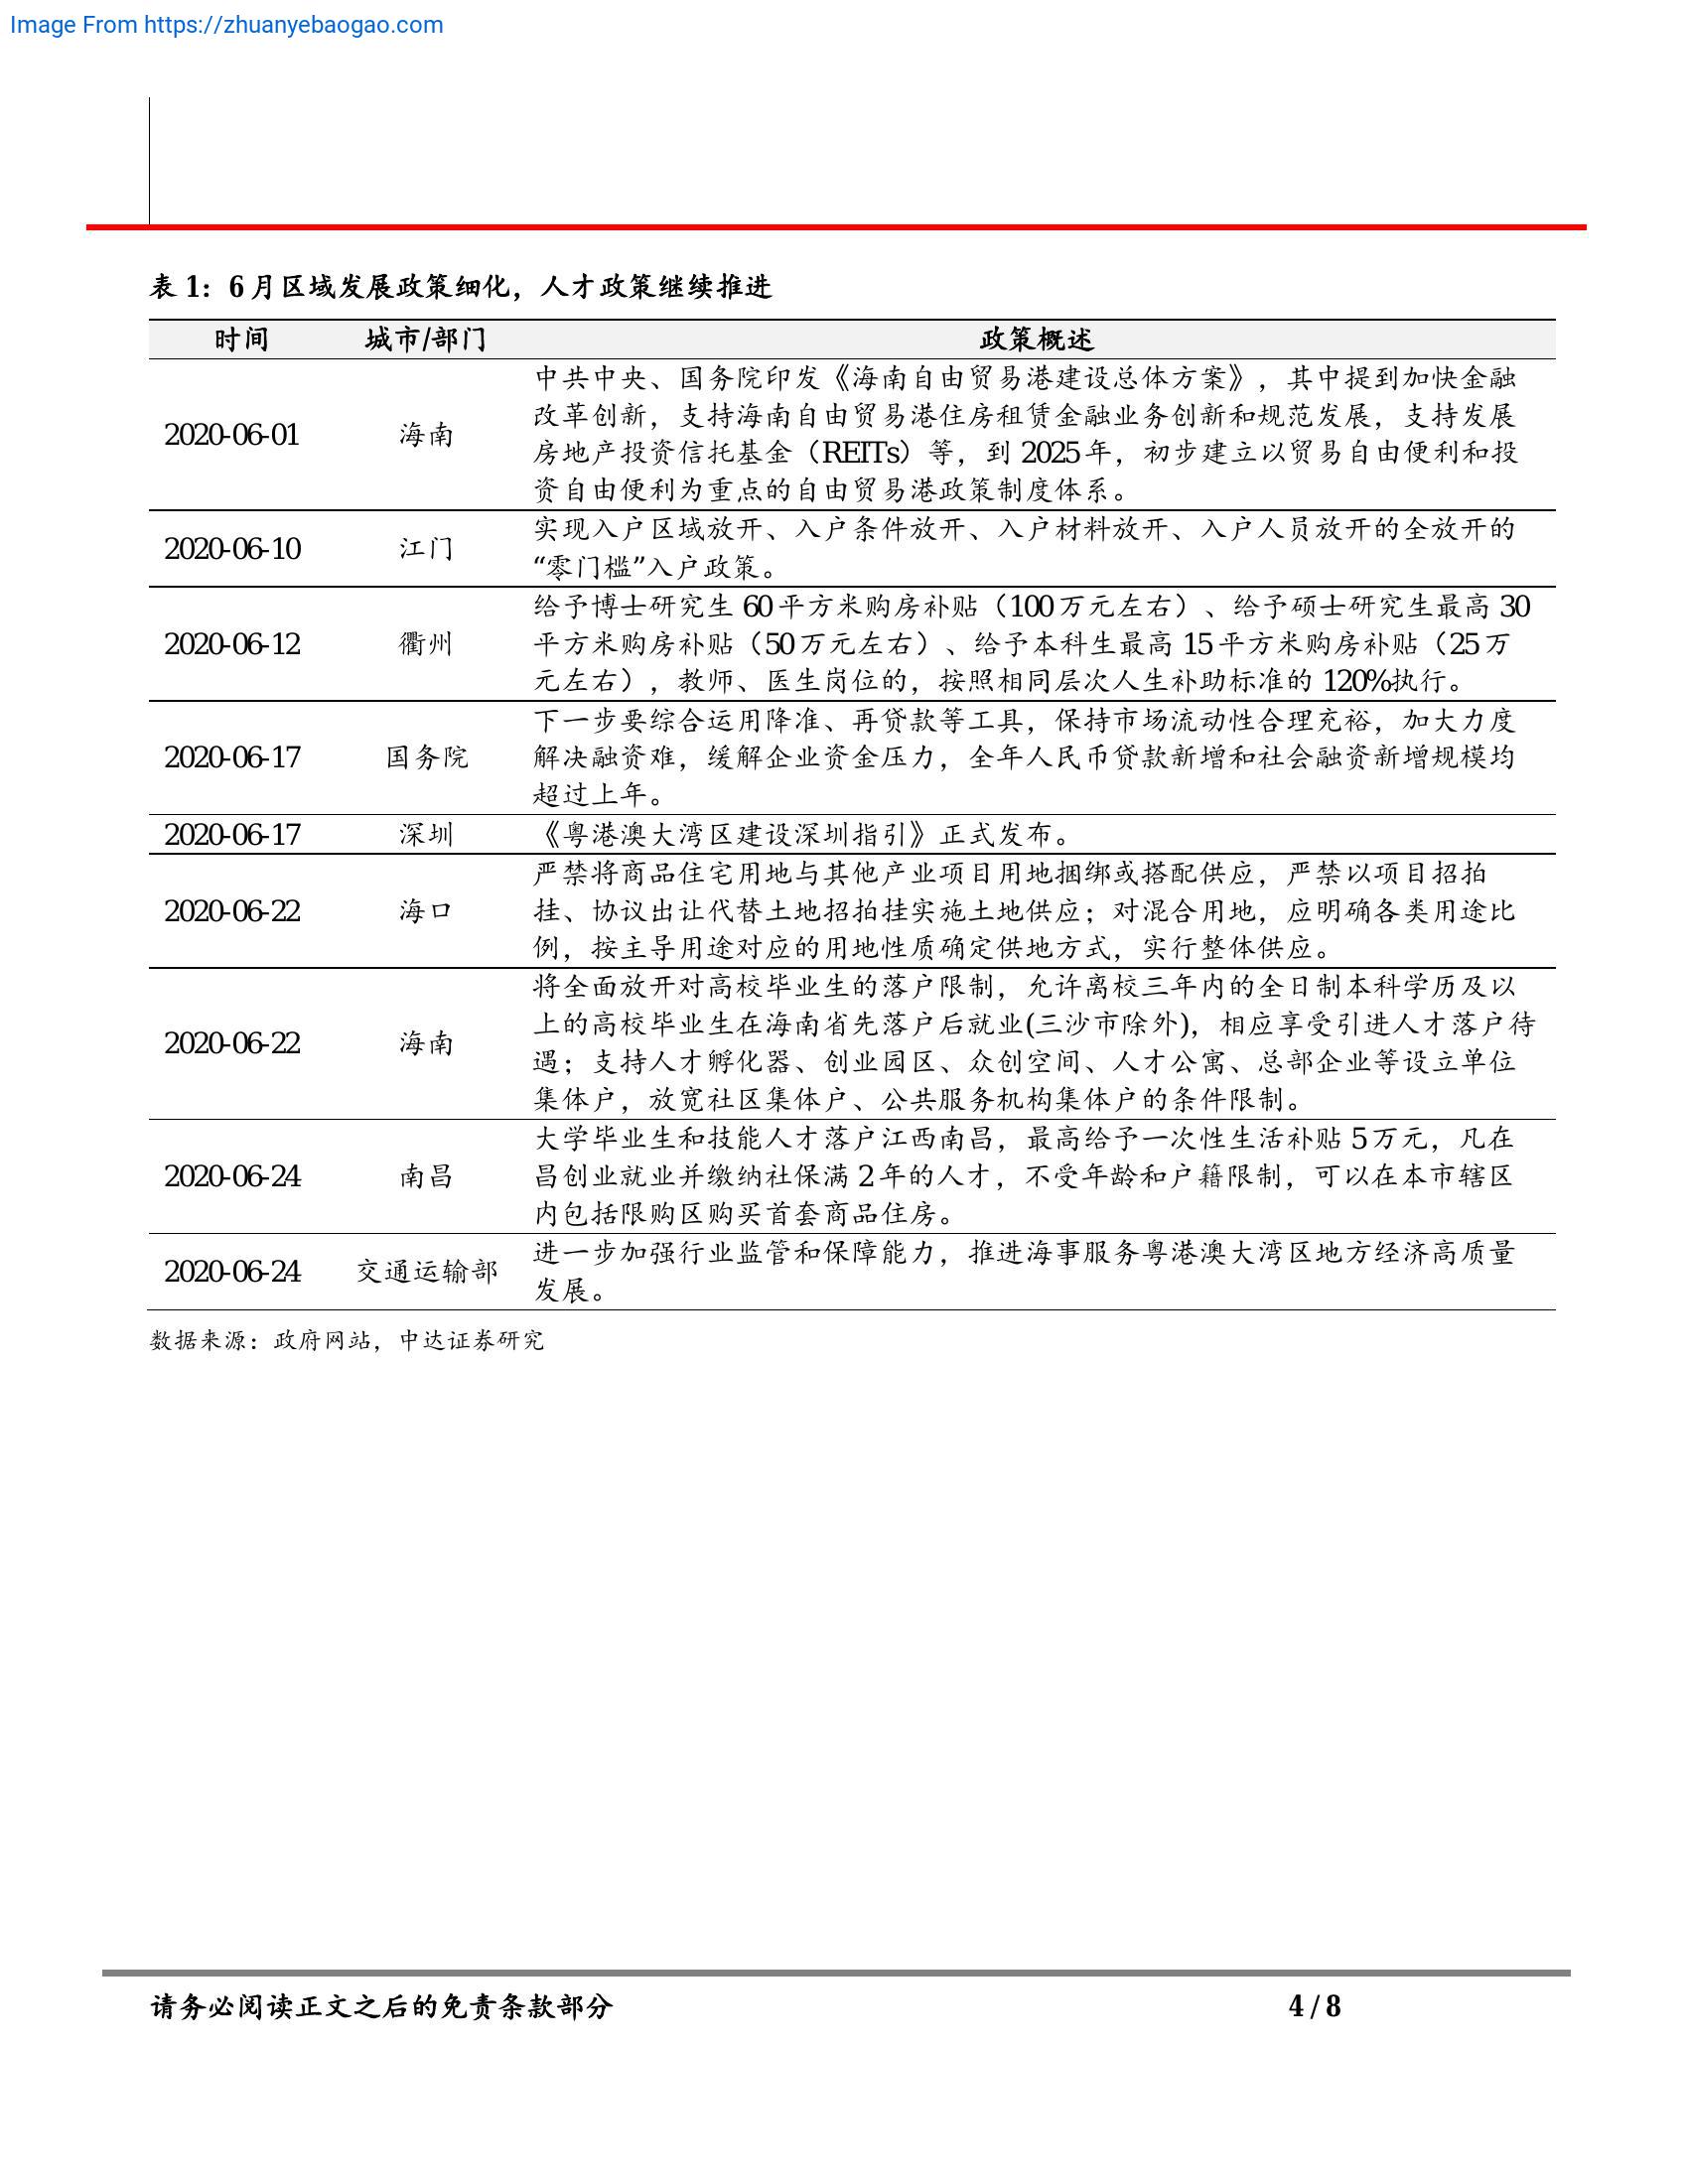 Image From https://zhuanyebaogao.com
表 1：6 月区域发展政策细化，人才政策继续推进
时间 城市/部门 政策概述
2020-06-01 海南 中共中央、国务院印发《海南自由贸易港建设总体方案》，其中提到加快金融
改革创新，支持海南自由贸易港住房租赁金融业务创新和规范发展，支持发展
房地产投资信托基金（REITs）等，到 2025 年，初步建立以贸易自由便利和投
资自由便利为重点的自由贸易港政策制度体系。
2020-06-10 江门 实现入户区域放开、入户条件放开、入户材料放开、入户人员放开的全放开的
“零门槛”入户政策。
2020-06-12 衢州 给予博士研究生 60 平方米购房补贴（100 万元左右）、给予硕士研究生最高 30
平方米购房补贴（50 万元左右）、给予本科生最高 15 平方米购房补贴（25 万
元左右），教师、医生岗位的，按照相同层次人生补助标准的 120%执行。
2020-06-17 国务院 下一步要综合运用降准、再贷款等工具，保持市场流动性合理充裕，加大力度
解决融资难，缓解企业资金压力，全年人民币贷款新增和社会融资新增规模均
超过上年。
2020-06-17 深圳 《粤港澳大湾区建设深圳指引》正式发布。
2020-06-22 海口 严禁将商品住宅用地与其他产业项目用地捆绑或搭配供应，严禁以项目招拍
挂、协议出让代替土地招拍挂实施土地供应；对混合用地，应明确各类用途比
例，按主导用途对应的用地性质确定供地方式，实行整体供应。
2020-06-22 海南 将全面放开对高校毕业生的落户限制，允许离校三年内的全日制本科学历及以
上的高校毕业生在海南省先落户后就业(三沙市除外)，相应享受引进人才落户待
遇；支持人才孵化器、创业园区、众创空间、人才公寓、总部企业等设立单位
集体户，放宽社区集体户、公共服务机构集体户的条件限制。
2020-06-24 南昌 大学毕业生和技能人才落户江西南昌，最高给予一次性生活补贴 5 万元，凡在
昌创业就业并缴纳社保满 2 年的人才，不受年龄和户籍限制，可以在本市辖区
内包括限购区购买首套商品住房。
2020-06-24 交通运输部 进一步加强行业监管和保障能力，推进海事服务粤港澳大湾区地方经济高质量
发展。
数据来源：政府网站，中达证券研究
请务必阅读正文之后的免责条款部分 4 / 8